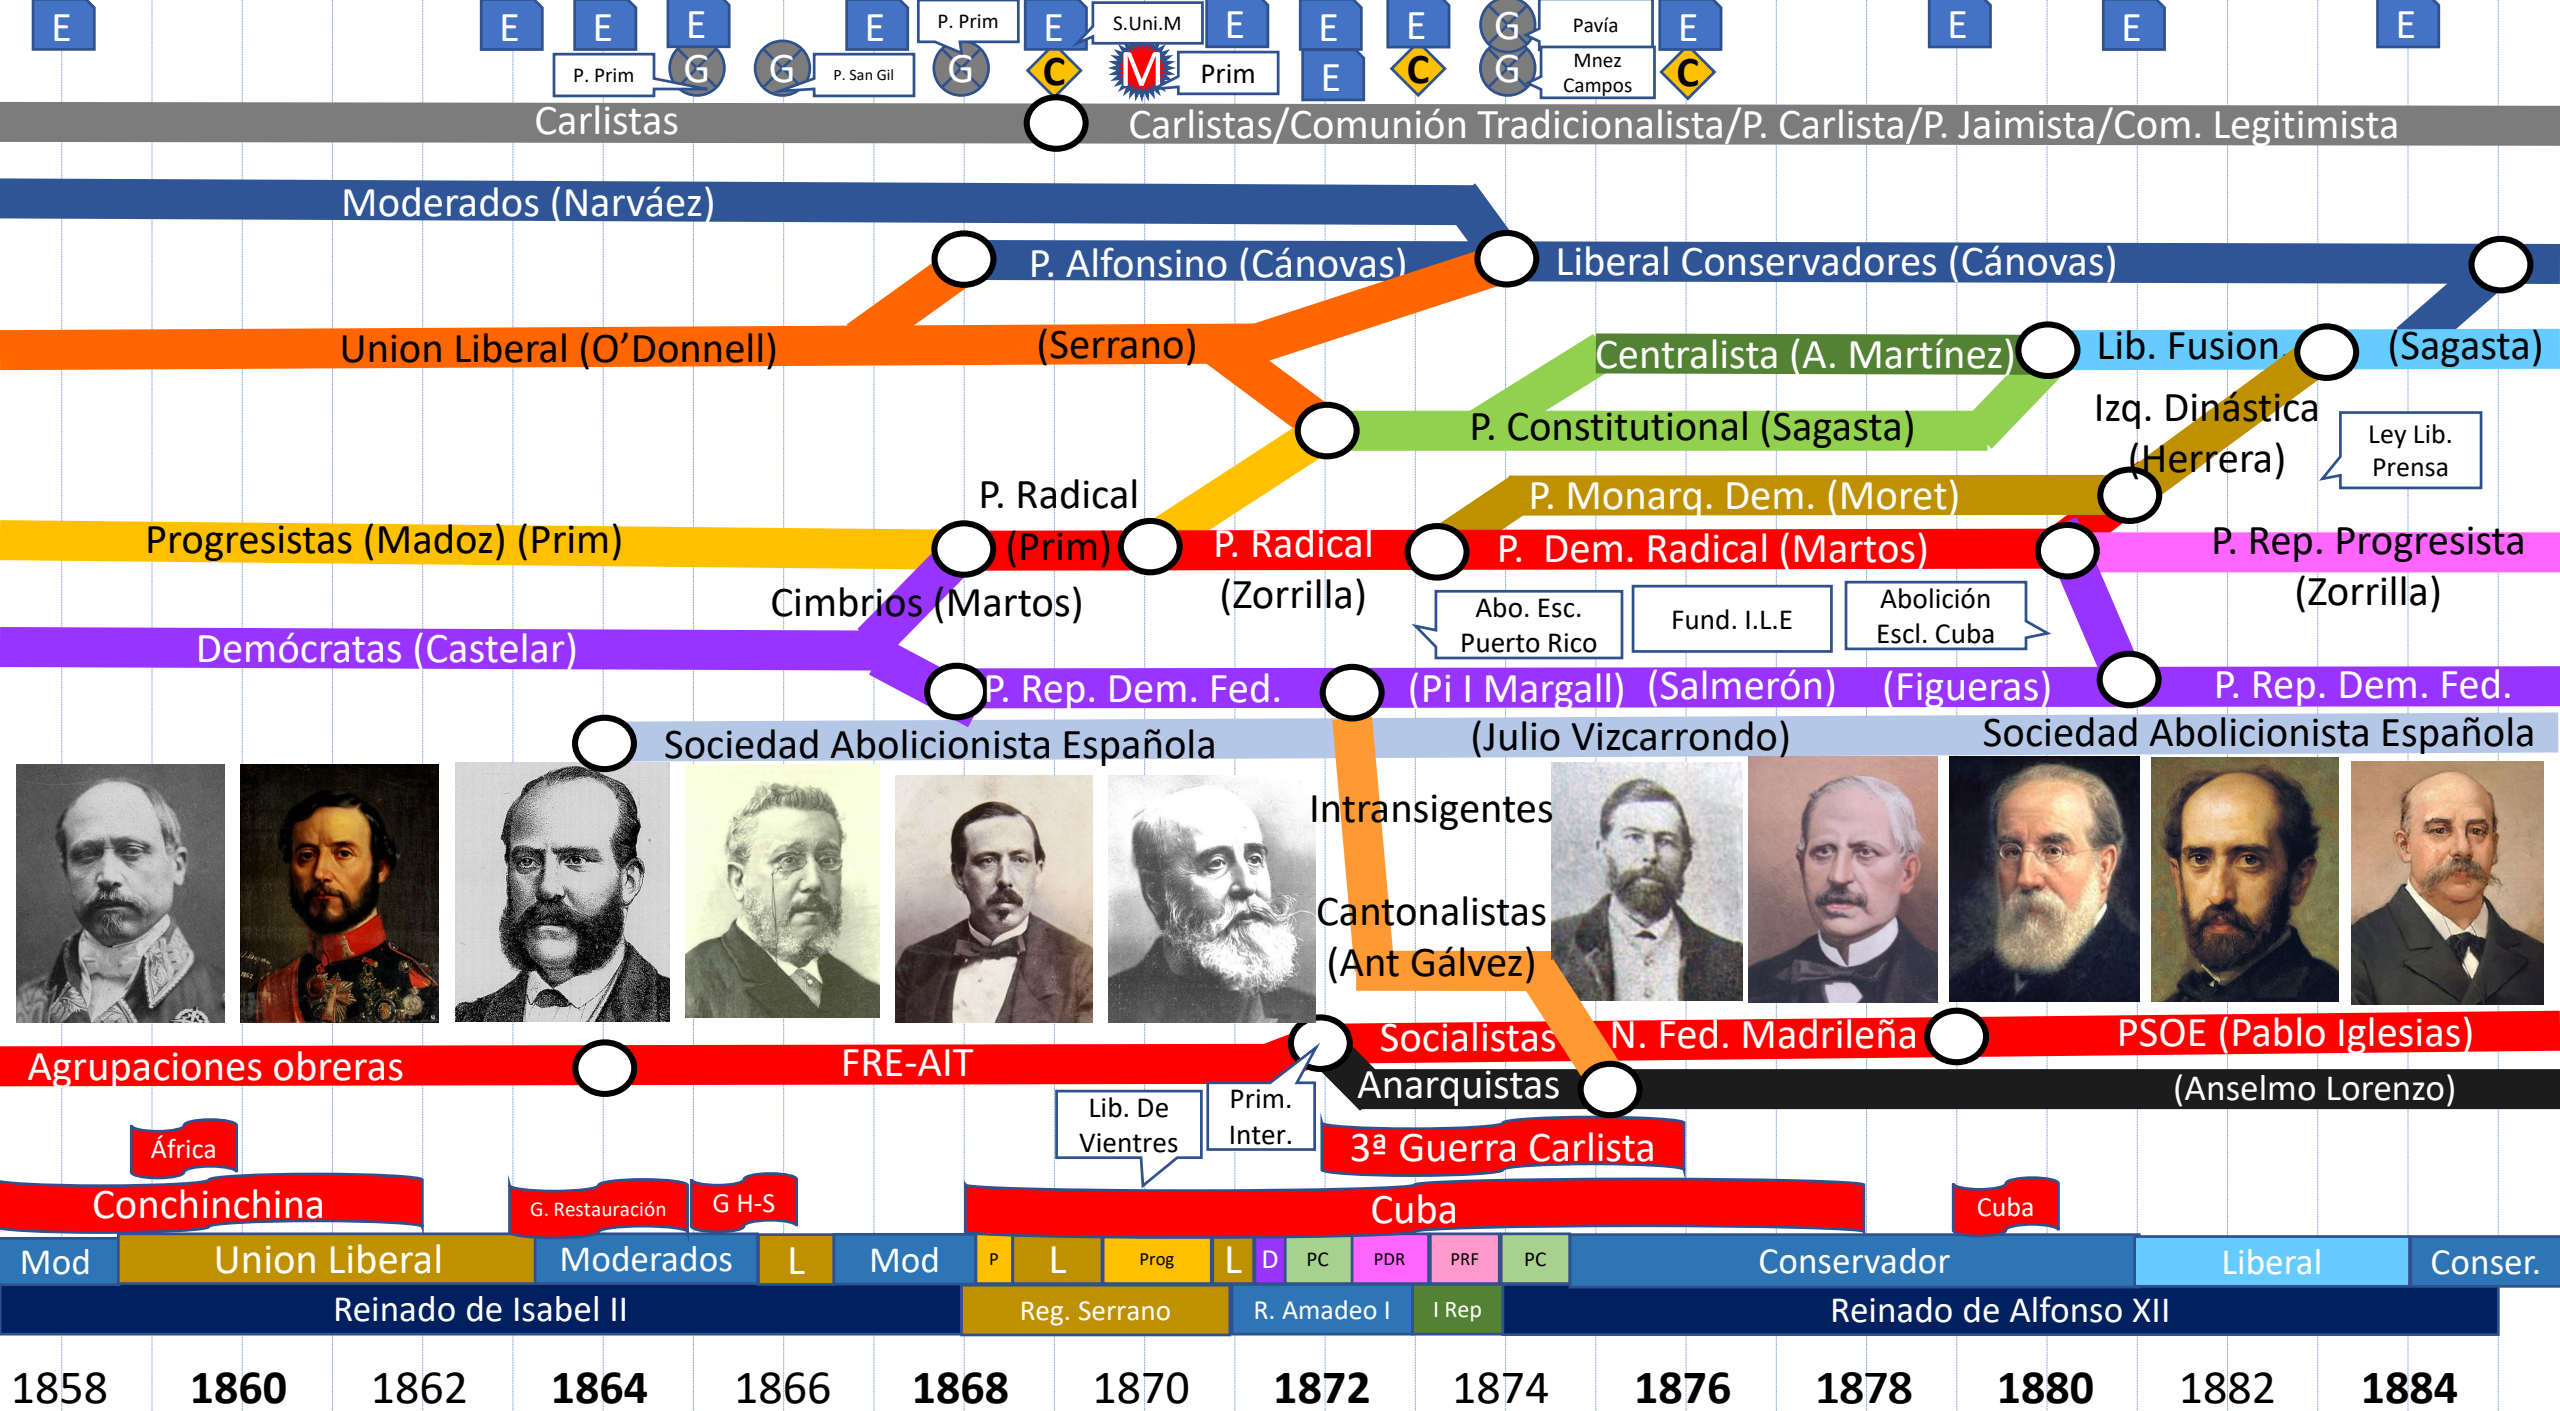 E
E
E
E
E
P. Prim
E
S.Uni.M
E
E
E
G
Pavía
E
E
E
E
P. Prim
G
G
P. San Gil
G
C
M
Prim
E
C
G
Mnez
Campos
C
Carlistas
Carlistas/Comunión Tradicionalista/P. Carlista/P. Jaimista/Com. Legitimista
Moderados (Narváez)
P. Alfonsino (Cánovas)
Liberal Conservadores (Cánovas)
Union Liberal (O’Donnell)
(Serrano)
Centralista (A. Martínez)
Lib. Fusion.
(Sagasta)
P. Constitutional (Sagasta)
Izq. Dinástica
(Herrera)
Ley Lib.
Prensa
P. Radical
(Prim)
P. Monarq. Dem. (Moret)
Progresistas (Madoz) (Prim)
P. Radical
(Zorrilla)
P. Dem. Radical (Martos)
P. Rep. Progresista
(Zorrilla)
Cimbrios (Martos)
Abo. Esc.
Puerto Rico
Fund. I.L.E
Abolición
Escl. Cuba
Demócratas (Castelar)
P. Rep. Dem. Fed.
(Pi I Margall)
(Salmerón)
(Figueras)
P. Rep. Dem. Fed.
Sociedad Abolicionista Española
(Julio Vizcarrondo)
Sociedad Abolicionista Española
Intransigentes
Cantonalistas
(Ant Gálvez)
Agrupaciones obreras
FRE-AIT
Socialistas
N. Fed. Madrileña
PSOE (Pablo Iglesias)
Anarquistas
(Anselmo Lorenzo)
Lib. De
Vientres
Prim.
Inter.
África
3ª Guerra Carlista
Conchinchina
G. Restauración
G H-S
Cuba
Cuba
Mod
Union Liberal
Moderados
L
Mod
P
L
Prog
L
D
PC
PDR
PRF
PC
Conservador
Liberal
Conser.
Reinado de Isabel II
Reg. Serrano
R. Amadeo I
I Rep
Reinado de Alfonso XII
1858
1860
1862
1864
1866
1868
1870
1872
1874
1876
1878
1880
1882
1884